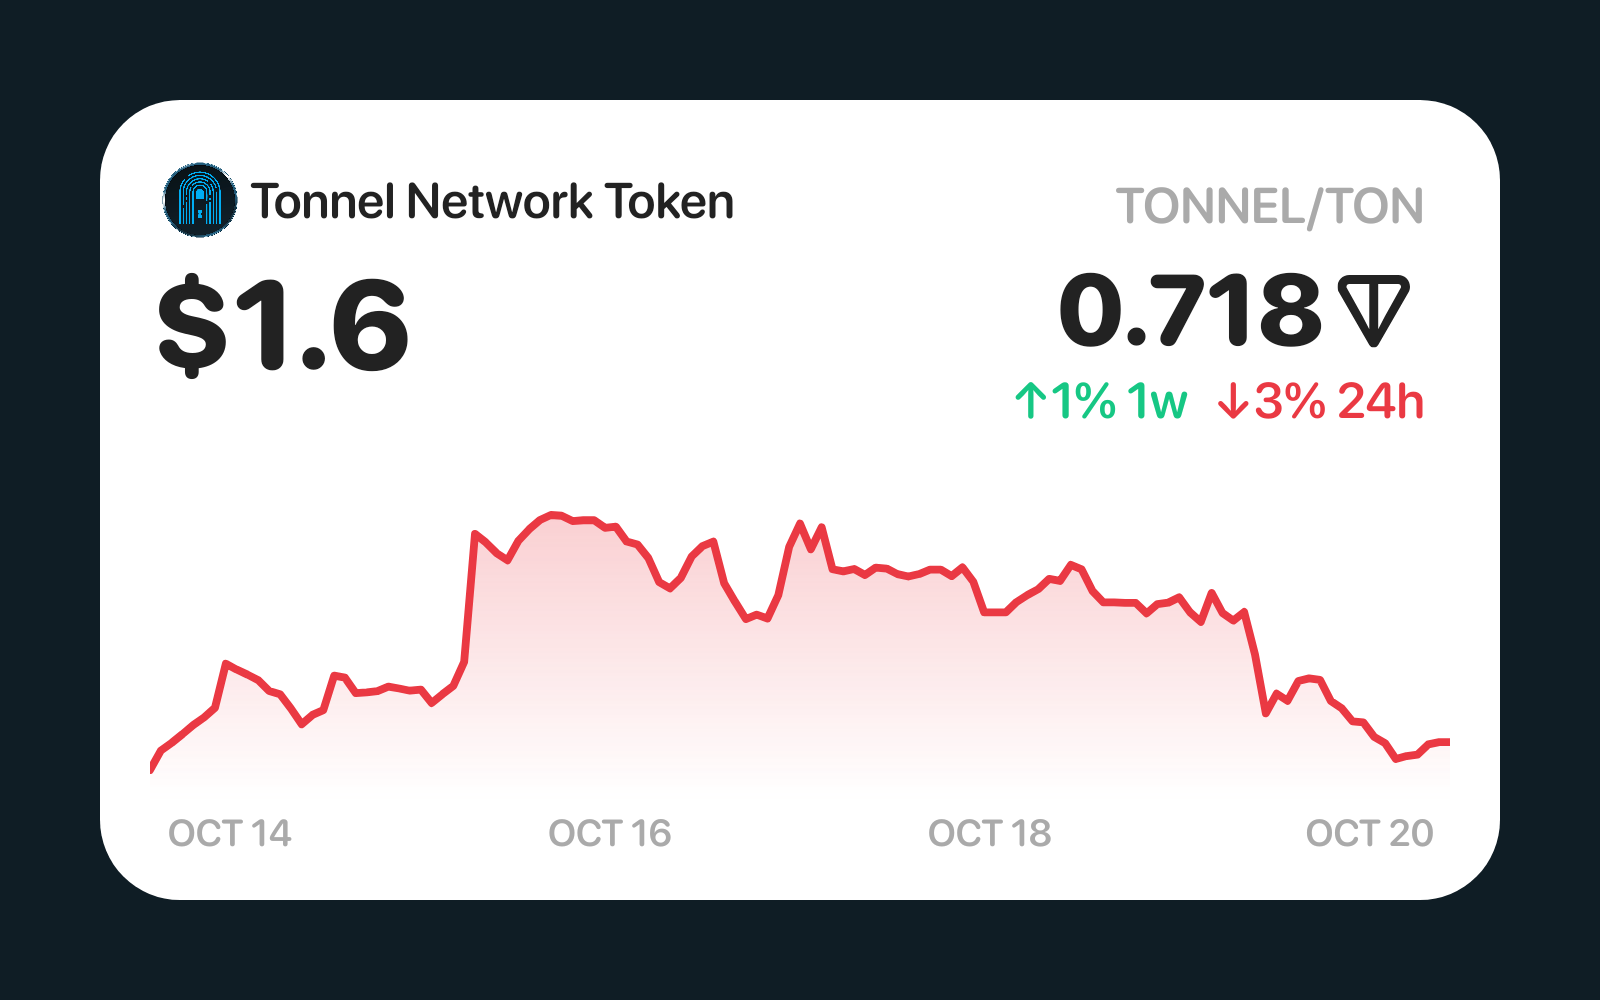 Tonnel Network Token
TONNEL/TON
$1.6
0.718
↑1% 1w ↓3% 24h
OCT 14 OCT 16 OCT 18 OCT 20